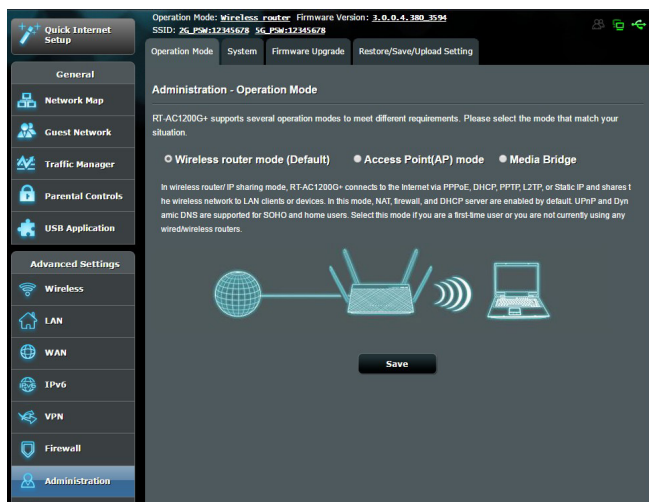 Quick Internet
Setup
General
Network Map
Guest Network
Traffic Manager
Parental Controls
USB Application
Advanced Settings
Wireless
LAN
WAN
IPv6
VPN
Firewall
Administration
Operation Mode: Wireless router Firmware Version: 3.0.0.4.380_3594
SSID: 2G_PSW:12345678 5G_PSW:12345678
Operation Mode System Firmware Upgrade Restore/Save/Upload Setting
Administration - Operation Mode
RT-AC1200G+ supports several operation modes to meet different requirements. Please select the mode that match your
situation.
Wireless router mode (Default) Access Point(AP) mode Media Bridge
In wireless router/ IP sharing mode, RT-AC1200G+ connects to the Internet via PPPoE, DHCP, PPTP, L2TP, or Static IP and shares t
he wireless network to LAN clients or devices. In this mode, NAT, firewall, and DHCP server are enabled by default. UPnP and Dyn
amic DNS are supported for SOHO and home users. Select this mode if you are a first-time user or you are not currently using any
wired/wireless routers.
Save